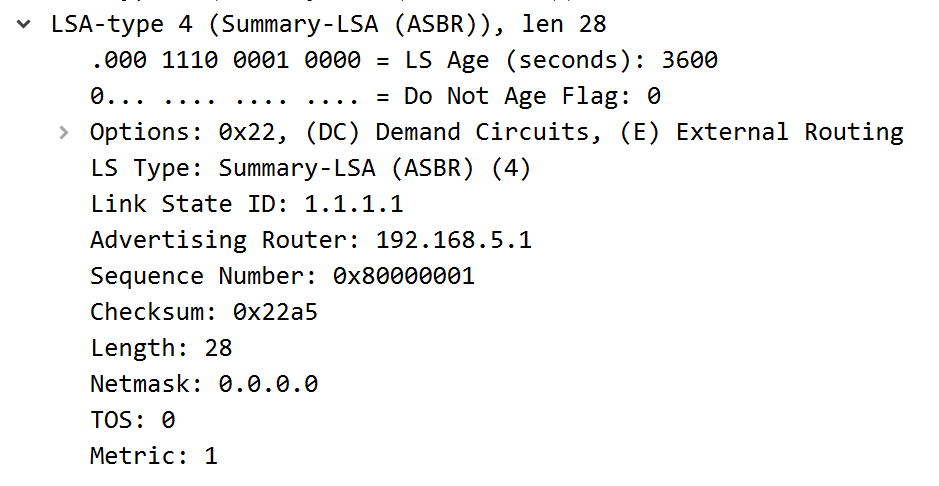 LSA-type 4 (Summary-LSA (ASBR)), len 28
.000 1110 0001 0000 = LS Age (seconds): 3600
0... .... .... .... = Do Not Age Flag: 0
Options: 0x22, (DC) Demand Circuits, (E) External Routing
LS Type: Summary-LSA (ASBR) (4)
Link State ID: 1.1.1.1
Advertising Router: 192.168.5.1
Sequence Number: 0x80000001
Checksum: 0x22a5
Length: 28
Netmask: 0.0.0.0
TOS: 0
Metric: 1